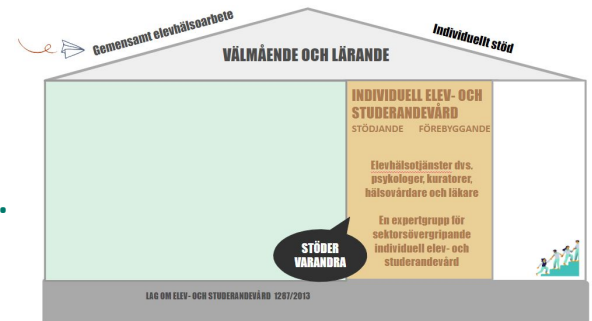 Gemensamt elevhälsoarbete
Individuellt stöd
VÄLMÅENDE OCH LÄRANDE
INDIVIDUELL ELEV- OCH
STUDERANDEVÅRD
STÖDJANDE FÖREBYGGANDE
Elevhälsotjänster dvs.
psykologer, kuratorer,
hälsovårdare och läkare
En expertgrupp för
sektorsövergripande
individuell elev- och
studerandevård
STÖDER
VARANDRA
LAG OM ELEV- OCH STUDERANDEVÅRD 1287/2013